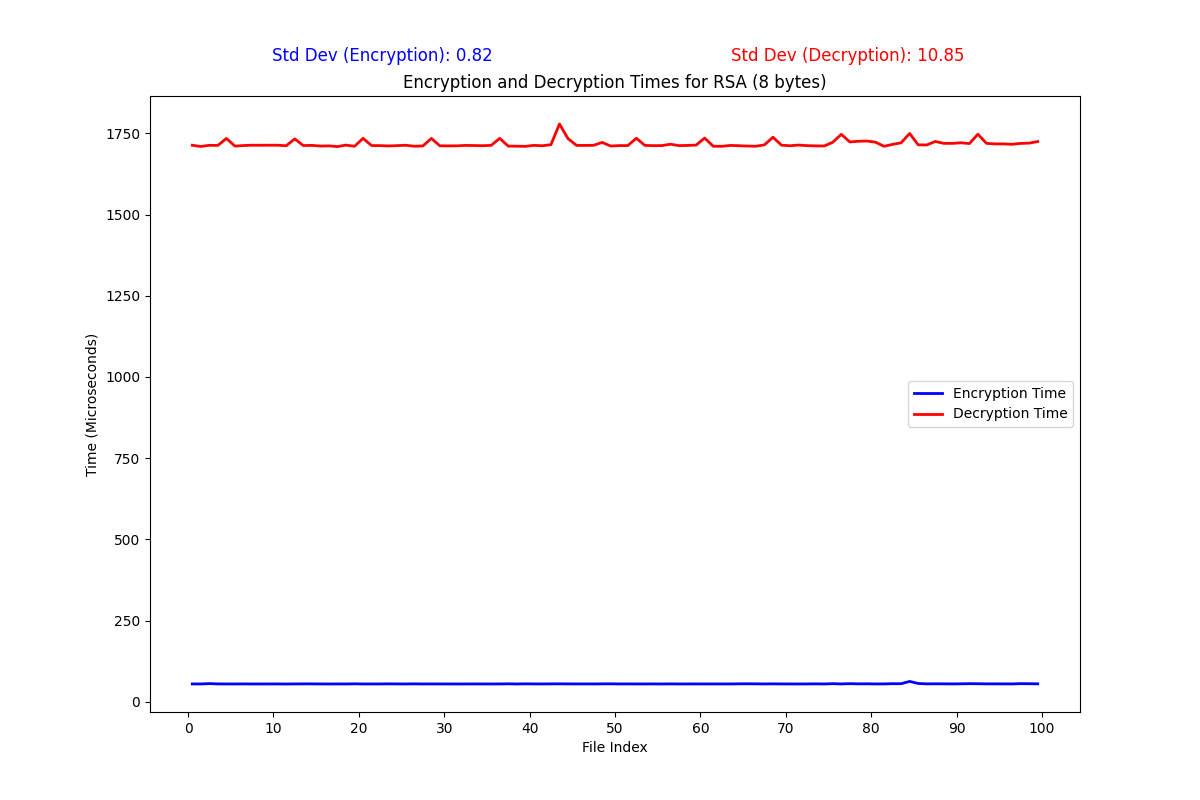 Std Dev (Encryption): 0.82
Std Dev (Decryption): 10.85
Encryption and Decryption Times for RSA (8 bytes)
Time (Microseconds)
1750
1500
1250
1000
750
500
250
0
Encryption Time
Decryption Time
0 10 20 30 40 50 60 70 80 90 100
File Index